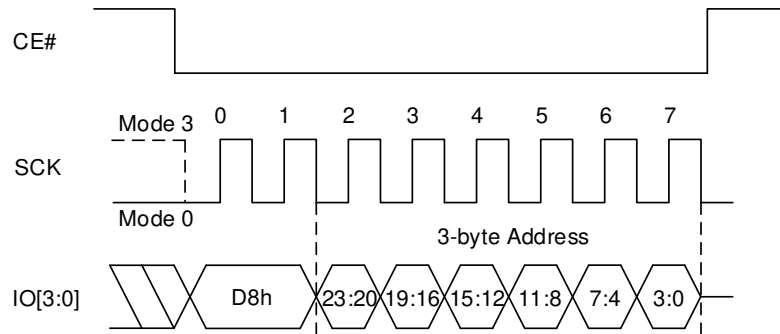 CE#
0 1 2 3 4 5 6 7
Mode 3
SCK
Mode 0
3-byte Address
IO[3:0] D8h 23:20 19:16 15:12 11:8 7:4 3:0